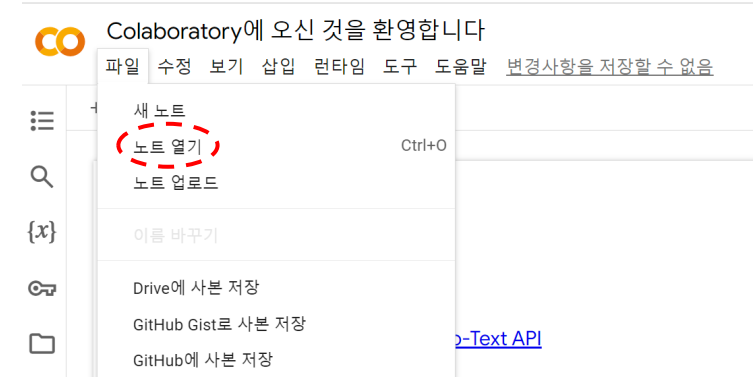 Colaboratory에 오신 것을 환영합니다
파일 수정 보기 삽입 런타임 도구 도움말 변경사항을 저장할 수 없음
새 노트
노트 열기 Ctrl+O
노트 업로드
이름 바꾸기
Drive에 사본 저장
GitHub Gist로 사본 저장
-Text API
GitHub에 사본 저장